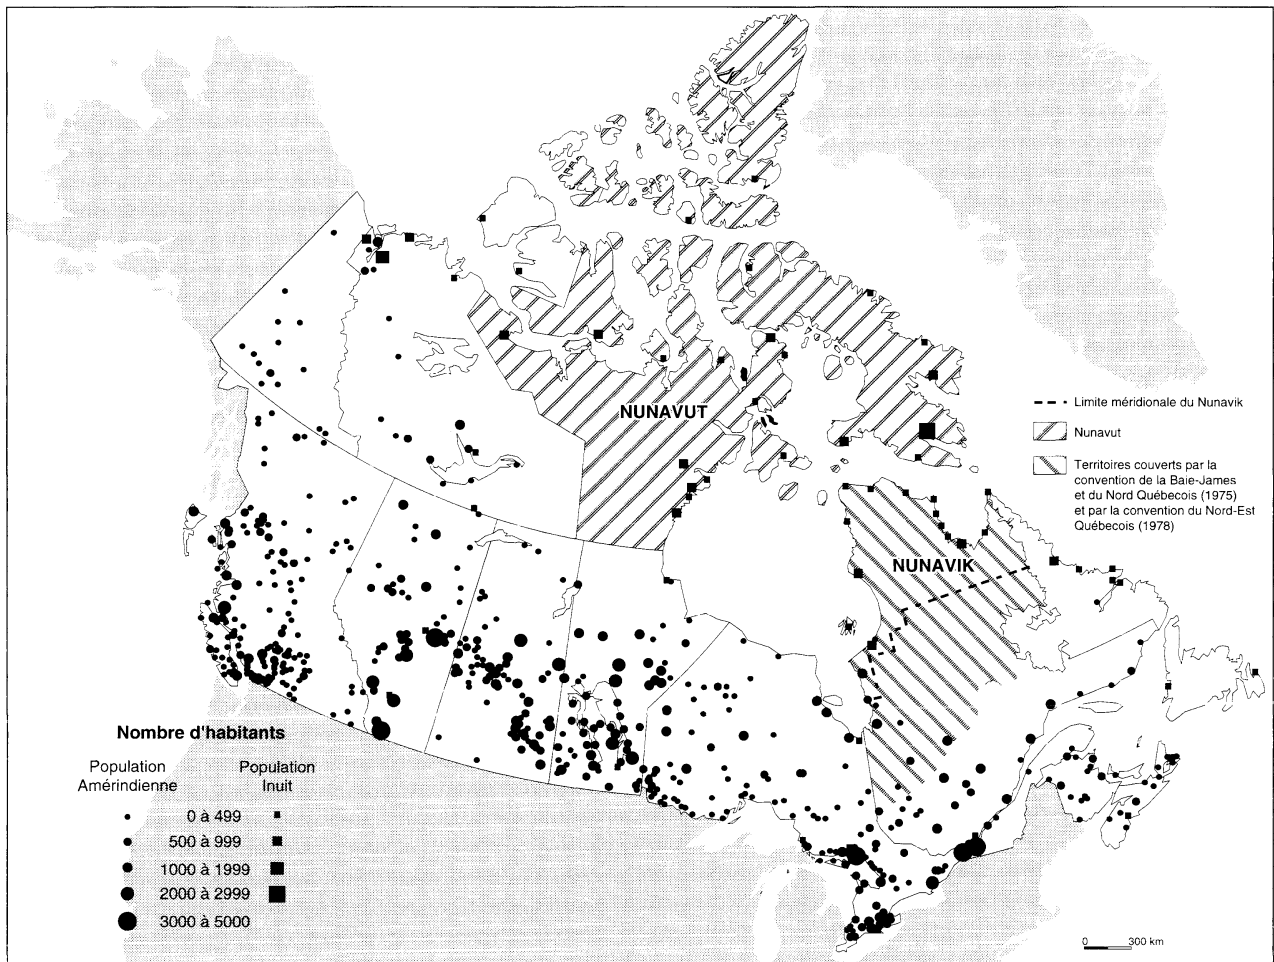 NUNAVUT
NUNAVIK
Limite méridionale du Nunavik
Nunavut
Territoires couverts par la
convention de la Baie-James
et du Nord Québecois (1975)
et par la convention du Nord-Est
Québecois (1978)
Nombre d'habitants
Population Amérindienne
Population Inuit
0 à 499
500 à 999
1000 à 1999
2000 à 2999
3000 à 5000
0 300 km